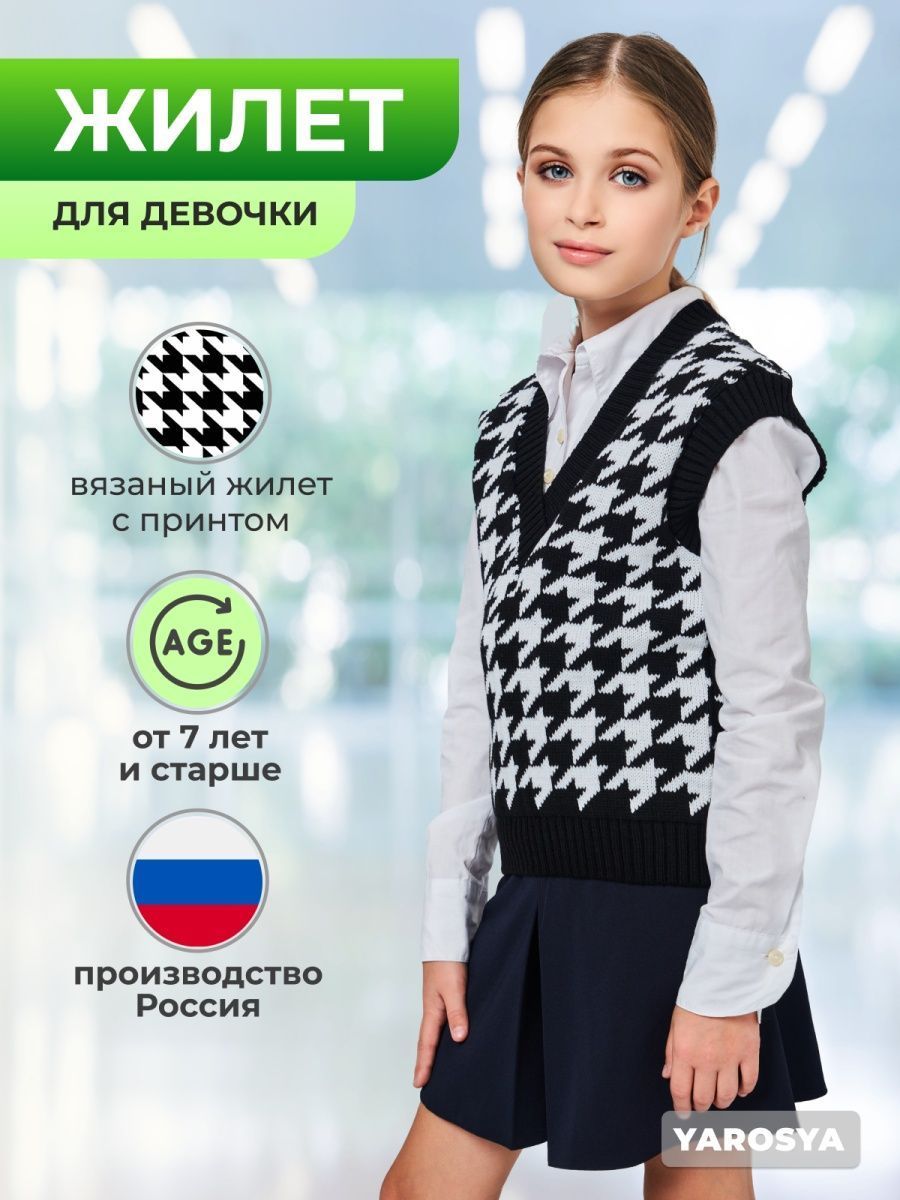 ЖИЛЕТ
ДЛЯ ДЕВОЧКИ
вязаный жилет
с принтом
AGE
от 7 лет
и старше
производство
Россия
YAROSYA